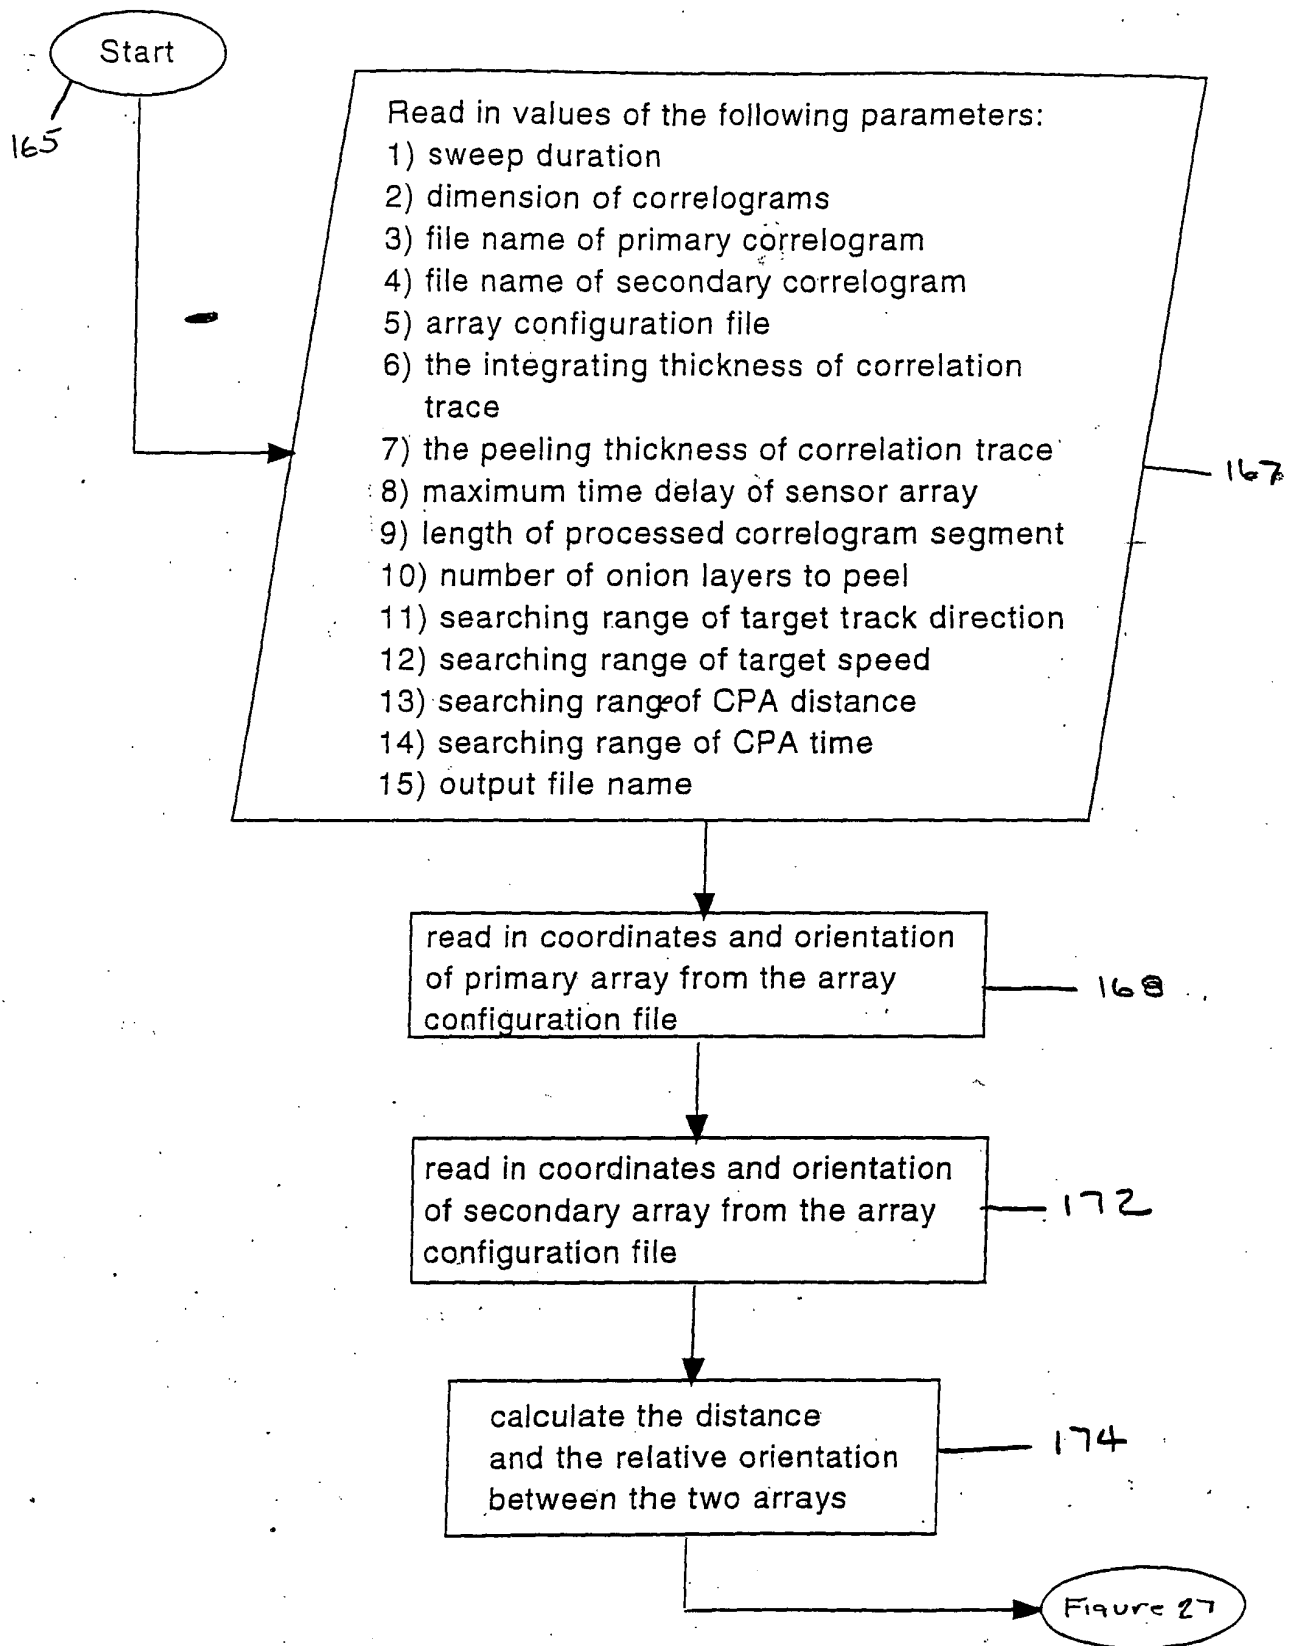 Start
165
Read in values of the following parameters:
1) sweep duration
2) dimension of correlograms
3) file name of primary correlogram
4) file name of secondary correlogram
5) array configuration file
6) the integrating thickness of correlation
trace
7) the peeling thickness of correlation trace
8) maximum time delay of sensor array
9) length of processed correlogram segment
10) number of onion layers to peel
11) searching range of target track direction
12) searching range of target speed
13) searching range of CPA distance
14) searching range of CPA time
15) output file name
167
read in coordinates and orientation
of primary array from the array
configuration file
168
read in coordinates and orientation
of secondary array from the array
configuration file
172
calculate the distance
and the relative orientation
between the two arrays
174
Figure 27